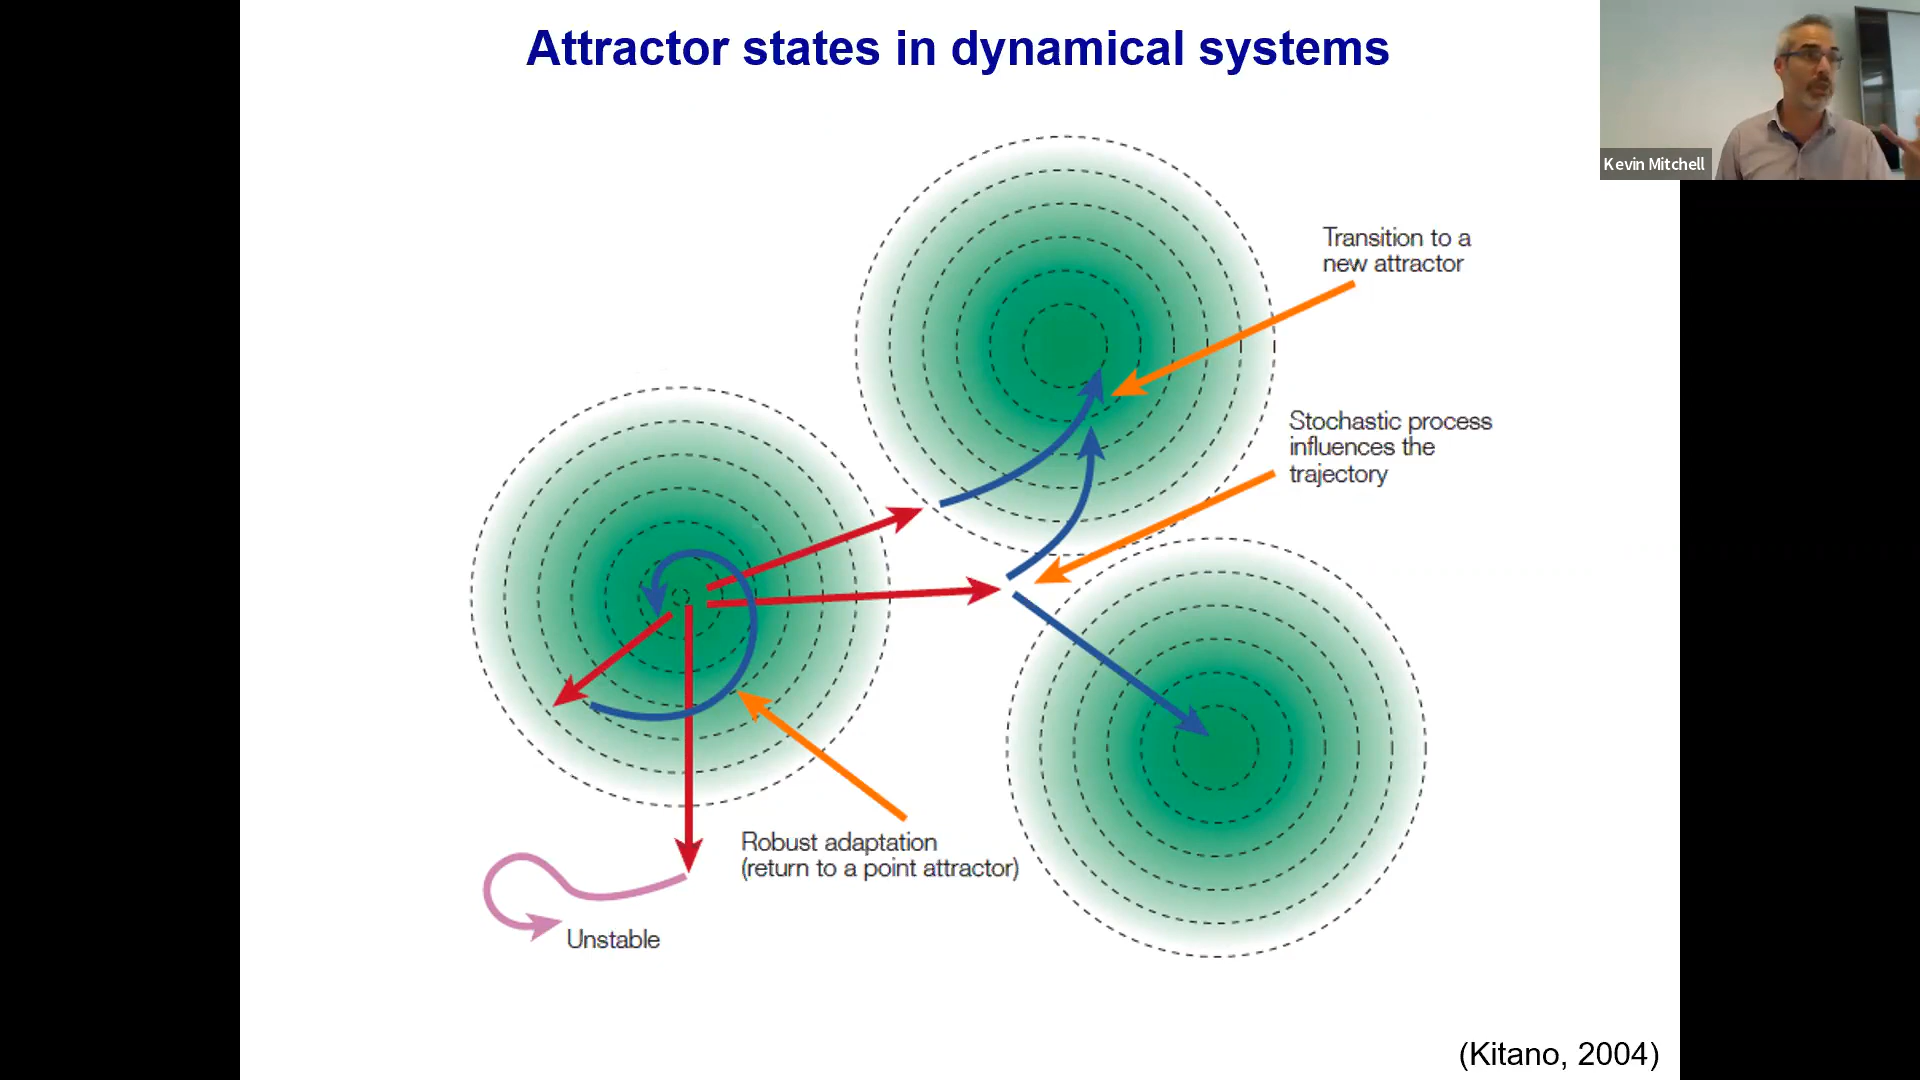 Attractor states in dynamical systems
Kevin Mitchell
Transition to a
new attractor
Stochastic process
influences the
trajectory
Robust adaptation
(return to a point attractor)
Unstable
(Kitano, 2004)